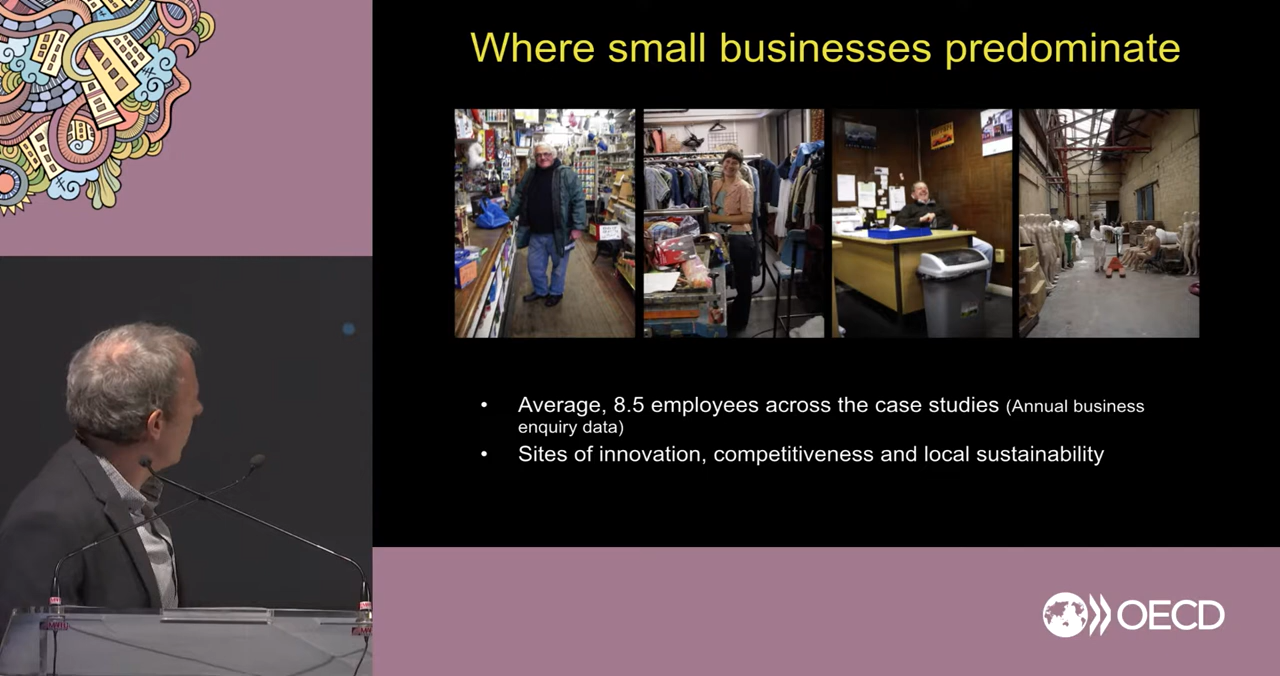 Where small businesses predominate
• Average, 8.5 employees across the case studies (Annual business
enquiry data)
• Sites of innovation, competitiveness and local sustainability
OECD